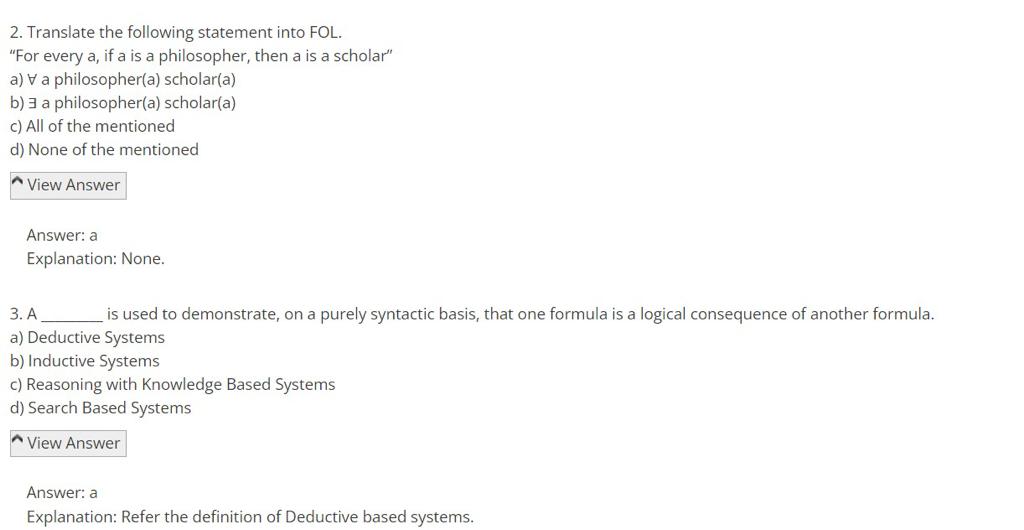 2. Translate the following statement into FOL.
“For every a, if a is a philosopher, then a is a scholar”
a) ∀ a philosopher(a) scholar(a)
b) ∃ a philosopher(a) scholar(a)
c) All of the mentioned
d) None of the mentioned
View Answer
Answer: a
Explanation: None.
3. A ________ is used to demonstrate, on a purely syntactic basis, that one formula is a logical consequence of another formula.
a) Deductive Systems
b) Inductive Systems
c) Reasoning with Knowledge Based Systems
d) Search Based Systems
View Answer
Answer: a
Explanation: Refer the definition of Deductive based systems.